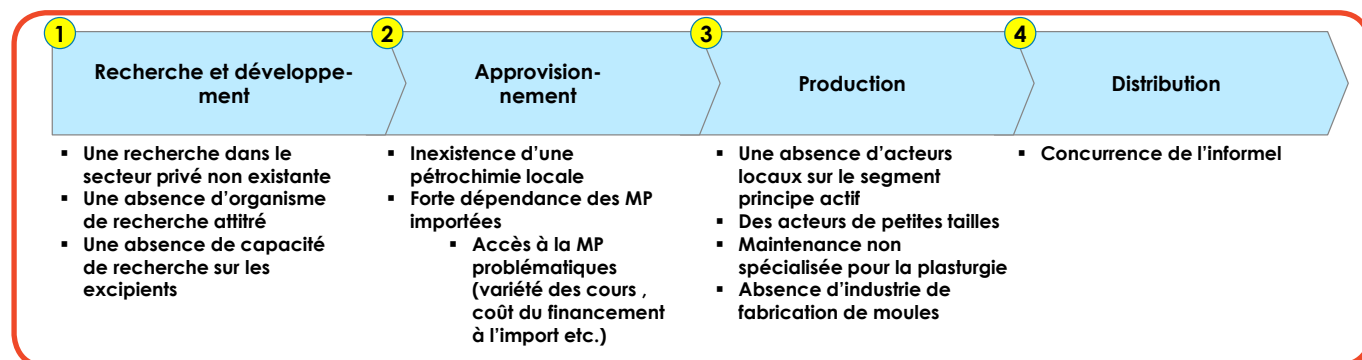 1
Recherche et développe-
ment
2
Approvision-
nement
3
Production
4
Distribution
▪ Une recherche dans le
secteur privé non existante
▪ Une absence d'organisme
de recherche attitré
▪ Une absence de capacité
de recherche sur les
excipients
▪ Inexistence d'une
pétrochimie locale
▪ Forte dépendance des MP
importées
▪ Accès à la MP
problématiques
(variété des cours ,
coût du financement
à l'import etc.)
▪ Une absence d'acteurs
locaux sur le segment
principe actif
▪ Des acteurs de petites tailles
▪ Maintenance non
spécialisée pour la plasturgie
▪ Absence d'industrie de
fabrication de moules
▪ Concurrence de l'informel